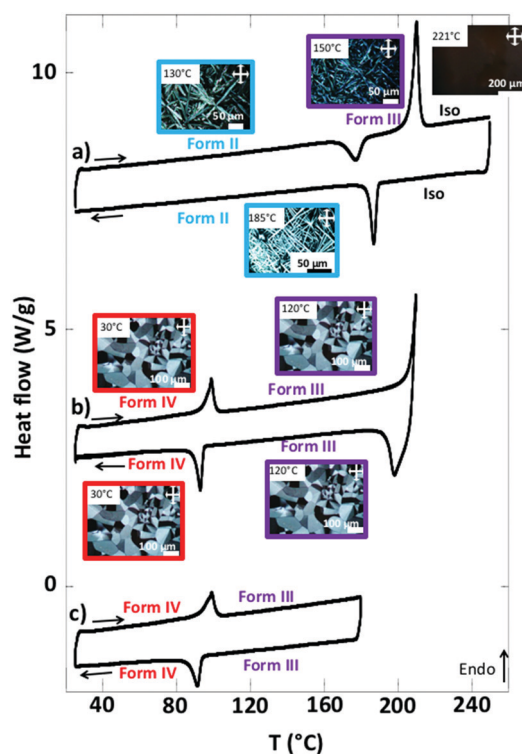 130°C
50 µm
150°C
50 µm
221°C
200 µm
10
a)
Form II
Form III
Iso
Form II
Iso
185°C
50 µm
5
30°C
100 µm
120°C
100 µm
b)
Form IV
Form III
Form IV
Form III
30°C
100 µm
120°C
100 µm
0
c)
Form IV
Form III
Form IV
Form III
Endo
Heat flow (W/g)
40
80
120
160
200
240
T (°C)